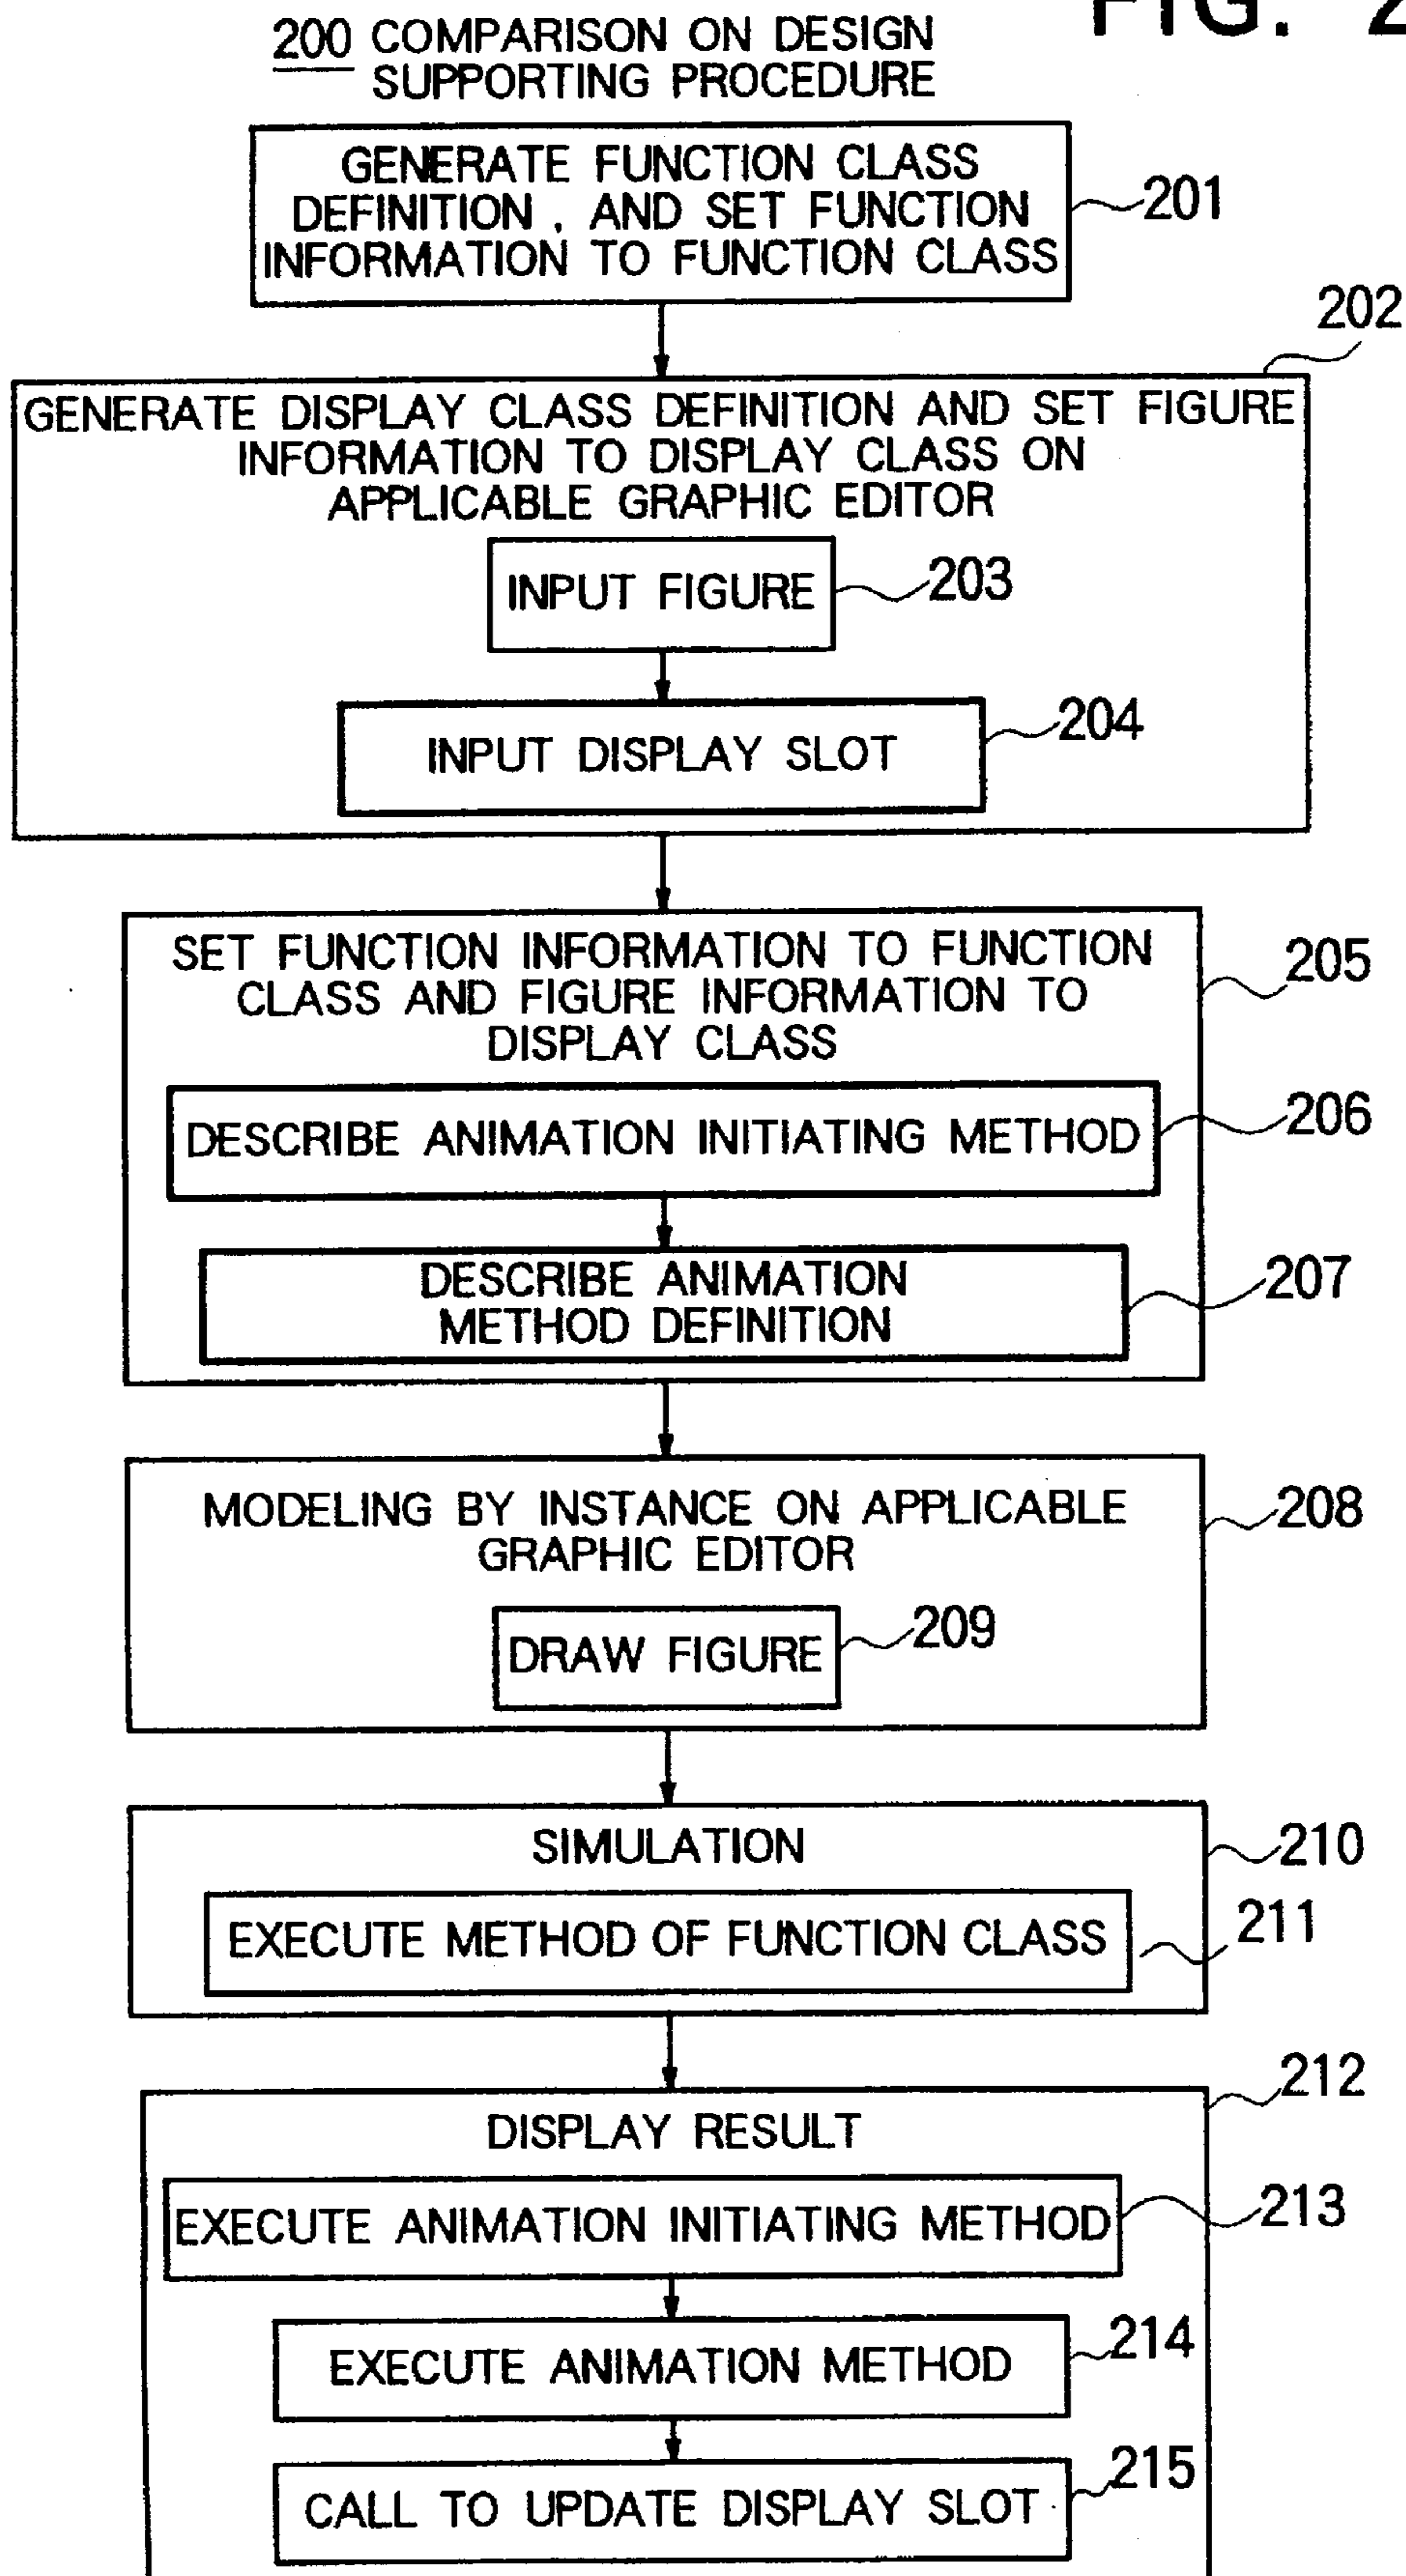 FIG. 2
200 COMPARISON ON DESIGN
SUPPORTING PROCEDURE
GENERATE FUNCTION CLASS
DEFINITION , AND SET FUNCTION
INFORMATION TO FUNCTION CLASS
201
202
GENERATE DISPLAY CLASS DEFINITION AND SET FIGURE
INFORMATION TO DISPLAY CLASS ON
APPLICABLE GRAPHIC EDITOR
INPUT FIGURE
203
INPUT DISPLAY SLOT
204
SET FUNCTION INFORMATION TO FUNCTION
CLASS AND FIGURE INFORMATION TO
DISPLAY CLASS
205
DESCRIBE ANIMATION INITIATING METHOD
206
DESCRIBE ANIMATION
METHOD DEFINITION
207
MODELING BY INSTANCE ON APPLICABLE
GRAPHIC EDITOR
208
DRAW FIGURE
209
SIMULATION
210
EXECUTE METHOD OF FUNCTION CLASS
211
212
DISPLAY RESULT
EXECUTE ANIMATION INITIATING METHOD
213
EXECUTE ANIMATION METHOD
214
CALL TO UPDATE DISPLAY SLOT
215